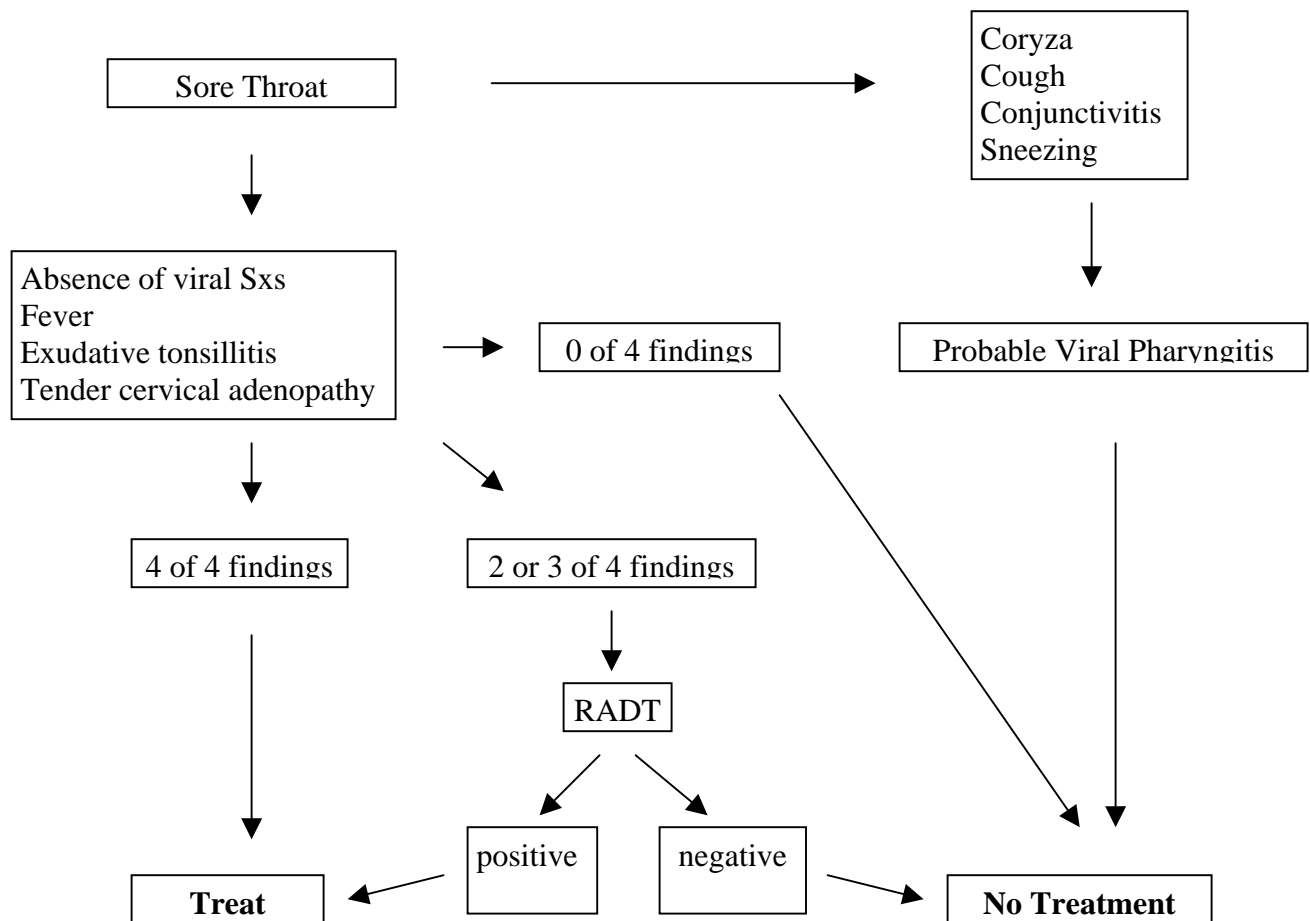 Sore Throat
Coryza
Cough
Conjunctivitis
Sneezing
Absence of viral Sxs
Fever
Exudative tonsillitis
Tender cervical adenopathy
0 of 4 findings
Probable Viral Pharyngitis
4 of 4 findings
2 or 3 of 4 findings
RADT
positive
negative
Treat
No Treatment